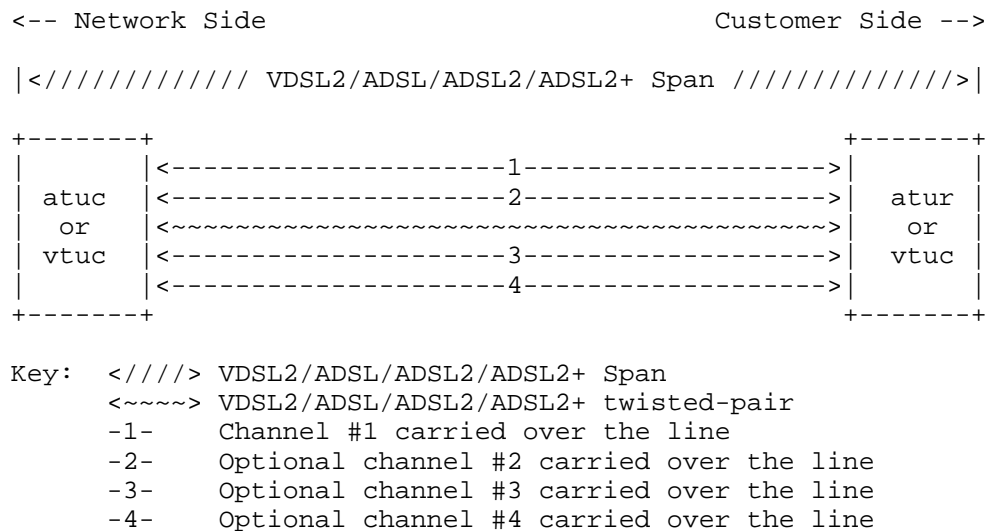 <-- Network Side                             Customer Side -->

|<///////////// VDSL2/ADSL/ADSL2/ADSL2+ Span //////////////>|

+-------+                                           +-------+
|       |<---------------------1------------------->|       |
| atuc  |<---------------------2------------------->|  atur |
|  or   |<~~~~~~~~~~~~~~~~~~~~~~~~~~~~~~~~~~~~~~~~~>|   or  |
| vtuc  |<---------------------3------------------->|  vtuc |
|       |<---------------------4------------------->|       |
+-------+                                           +-------+

Key:  <////> VDSL2/ADSL/ADSL2/ADSL2+ Span
      <~~~~> VDSL2/ADSL/ADSL2/ADSL2+ twisted-pair
      -1-    Channel #1 carried over the line
      -2-    Optional channel #2 carried over the line
      -3-    Optional channel #3 carried over the line
      -4-    Optional channel #4 carried over the line